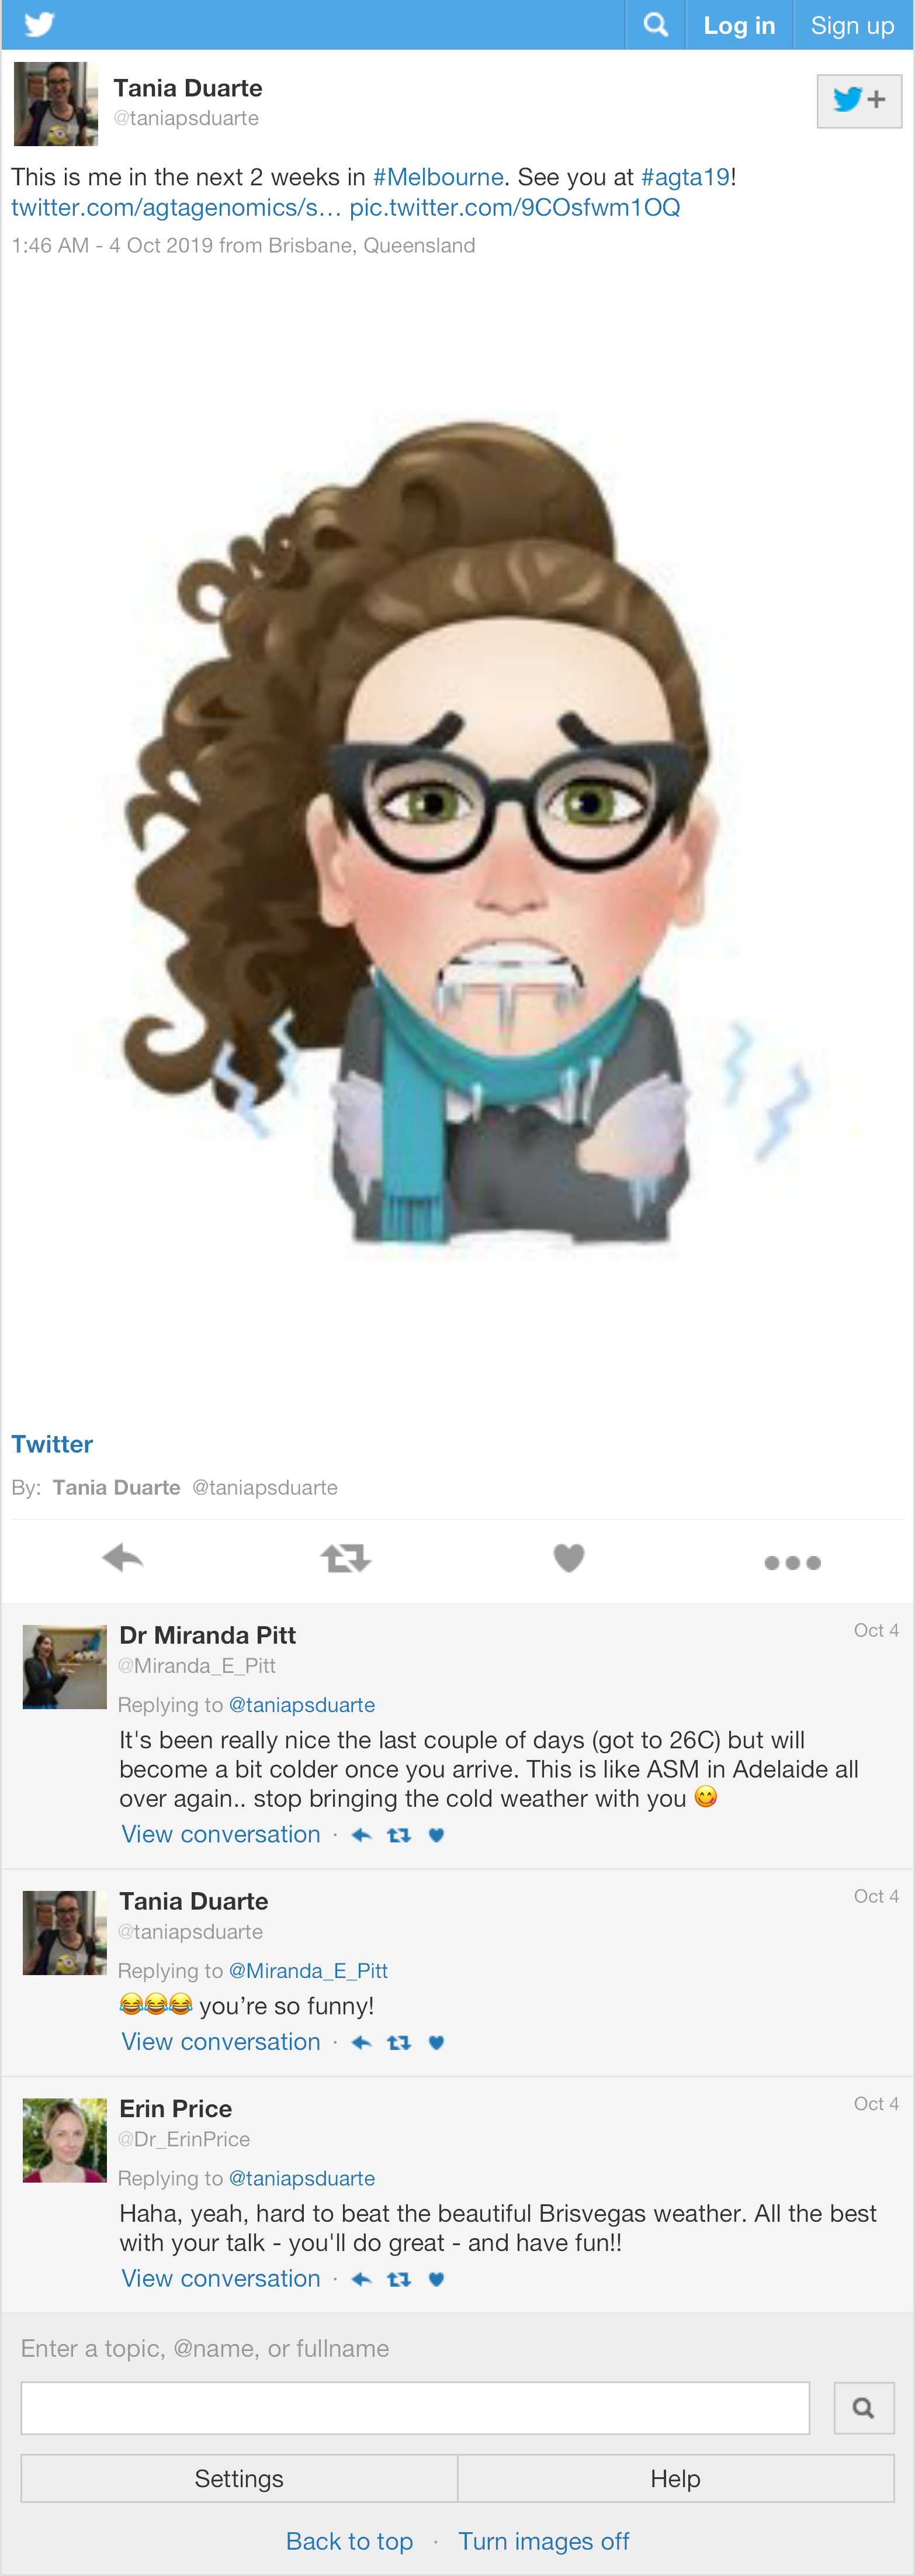 Log in
Sign up
Tania Duarte
@taniapsduarte
This is me in the next 2 weeks in #Melbourne. See you at #agta19!
twitter.com/agtagenomics/s… pic.twitter.com/9COsfwm1OQ
1:46 AM - 4 Oct 2019 from Brisbane, Queensland
Twitter
By: Tania Duarte @taniapsduarte
Dr Miranda Pitt
Oct 4
@Miranda_E_Pitt
Replying to @taniapsduarte
It's been really nice the last couple of days (got to 26C) but will
become a bit colder once you arrive. This is like ASM in Adelaide all
over again.. stop bringing the cold weather with you 😋
View conversation ·
Tania Duarte
Oct 4
@taniapsduarte
Replying to @Miranda_E_Pitt
😂😂😂 you’re so funny!
View conversation ·
Erin Price
Oct 4
@Dr_ErinPrice
Replying to @taniapsduarte
Haha, yeah, hard to beat the beautiful Brisvegas weather. All the best
with your talk - you'll do great - and have fun!!
View conversation ·
Enter a topic, @name, or fullname
Settings
Help
Back to top · Turn images off